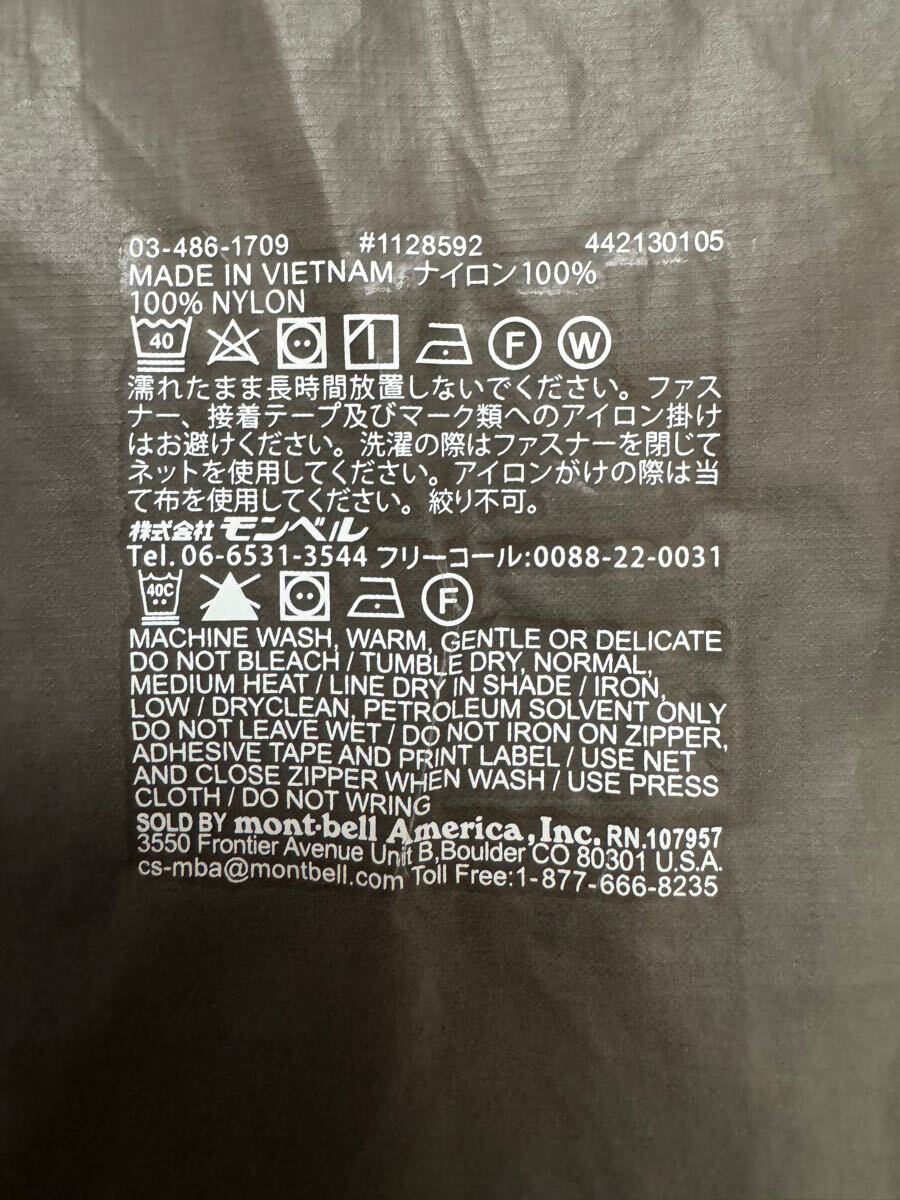 03-486-1709 #1128592 442130105
MADE IN VIETNAM ナイロン100%
100% NYLON
40 F W
濡れたまま長時間放置しないでください。ファス
ナー、接着テープ及びマーク類へのアイロン掛け
はお避けください。洗濯の際はファスナーを閉じて
ネットを使用してください。アイロンがけの際は当
て布を使用してください。絞り不可。
株式会社モンベル
Tel.06-6531-3544 フリーコール:0088-22-0031
40C F
MACHINE WASH, WARM, GENTLE OR DELICATE
DO NOT BLEACH / TUMBLE DRY, NORMAL,
MEDIUM HEAT / LINE DRY IN SHADE / IRON,
LOW / DRYCLEAN, PETROLEUM SOLVENT ONLY
DO NOT LEAVE WET / DO NOT IRON ON ZIPPER,
ADHESIVE TAPE AND PRINT LABEL / USE NET
AND CLOSE ZIPPER WHEN WASH / USE PRESS
CLOTH / DO NOT WRING
SOLD BY mont-bell America, Inc. RN.107957
3550 Frontier Avenue Unit B,Boulder CO 80301 U.S.A.
cs-mba@montbell.com Toll Free:1-877-666-8235